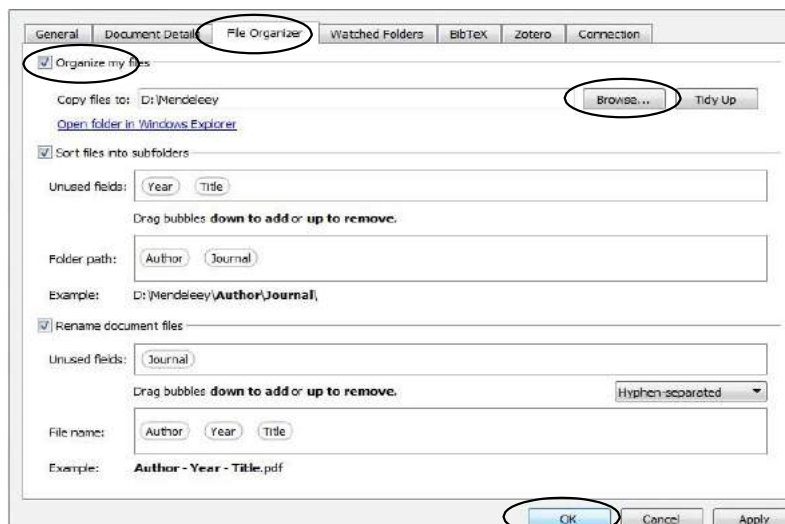 General Document Details File Organizer Watched Folders BibTeX Zotero Connection
Organize my files
Copy files to: D:\Mendeleey Browse... Tidy Up
Open folder in Windows Explorer
Sort files into subfolders
Unused fields: Year Title
Drag bubbles down to add or up to remove.
Folder path: Author Journal
Example: D:\Mendeleey\Author\Journal\
Rename document files
Unused fields: Journal
Drag bubbles down to add or up to remove. Hyphen-separated
File name: Author Year Title
Example: Author - Year - Title.pdf
OK Cancel Apply